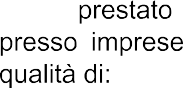 prestato
presso imprese
qualità di: